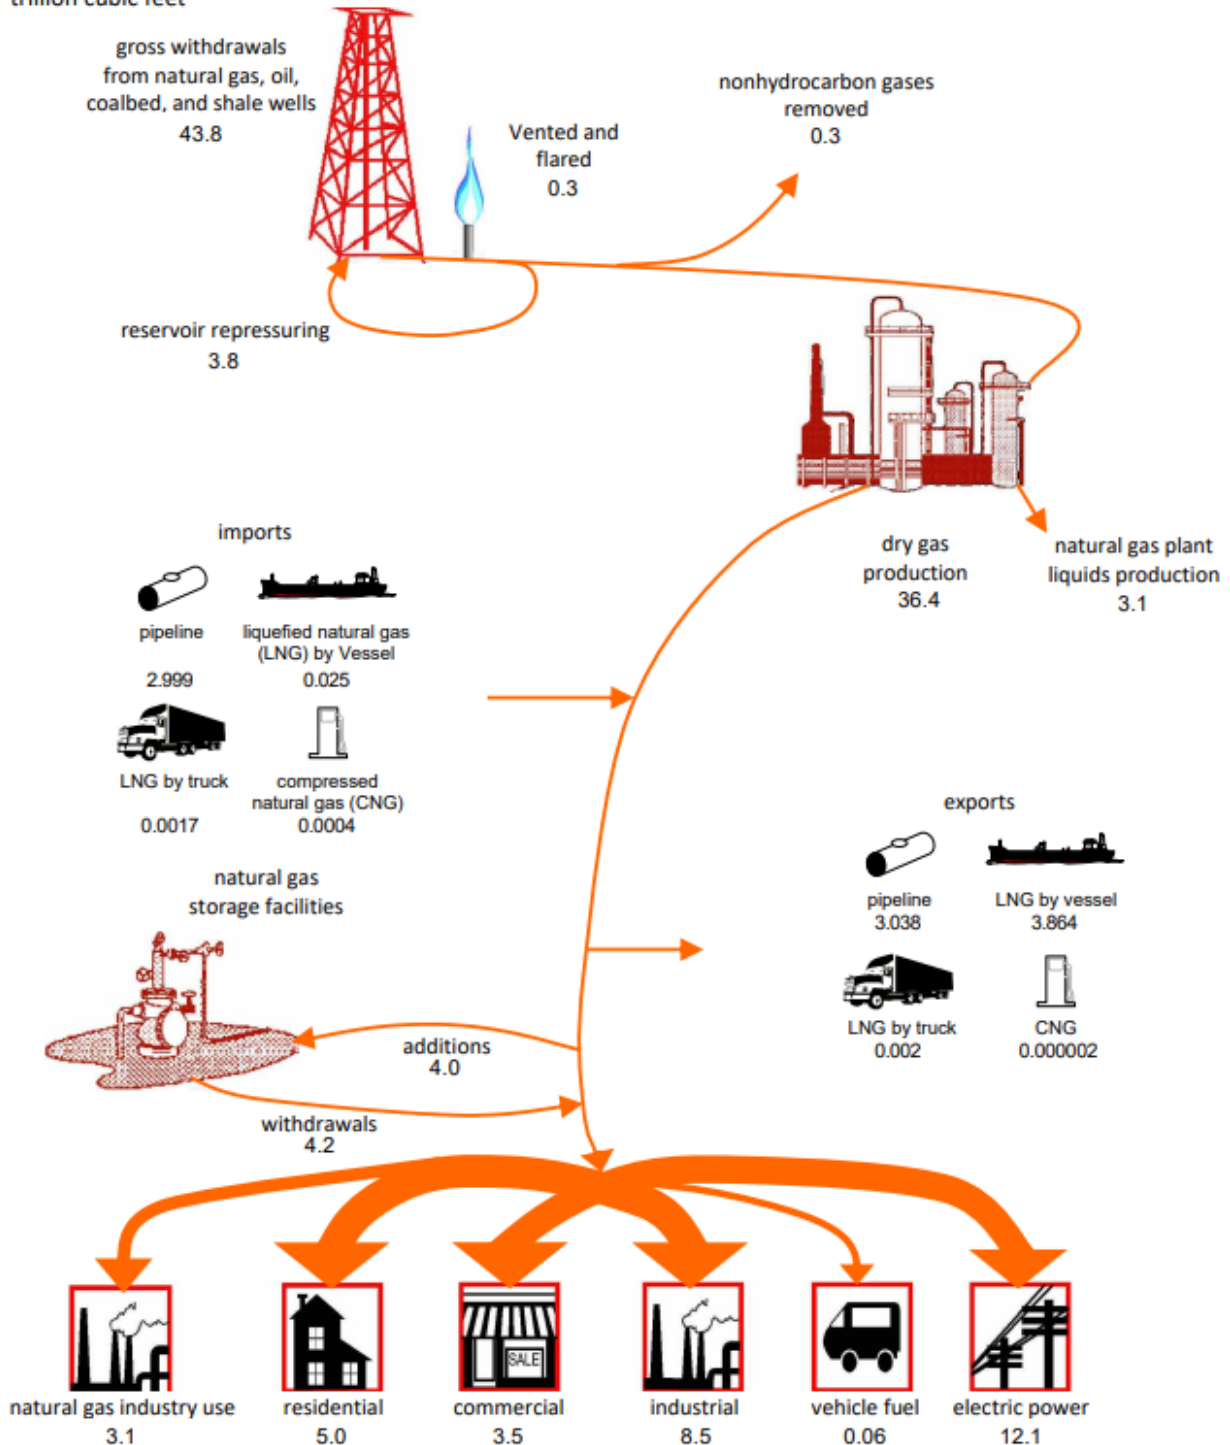 trillion cubic feet
gross withdrawals
from natural gas, oil,
coalbed, and shale wells
43.8
Vented and
flared
0.3
nonhydrocarbon gases
removed
0.3
reservoir repressuring
3.8
dry gas
production
36.4
natural gas plant
liquids production
3.1
imports
pipeline
2.999
liquefied natural gas
(LNG) by Vessel
0.025
LNG by truck
0.0017
compressed
natural gas (CNG)
0.0004
exports
pipeline
3.038
LNG by vessel
3.864
LNG by truck
0.002
CNG
0.000002
natural gas
storage facilities
additions
4.0
withdrawals
4.2
SALE
natural gas industry use
3.1
residential
5.0
commercial
3.5
industrial
8.5
vehicle fuel
0.06
electric power
12.1